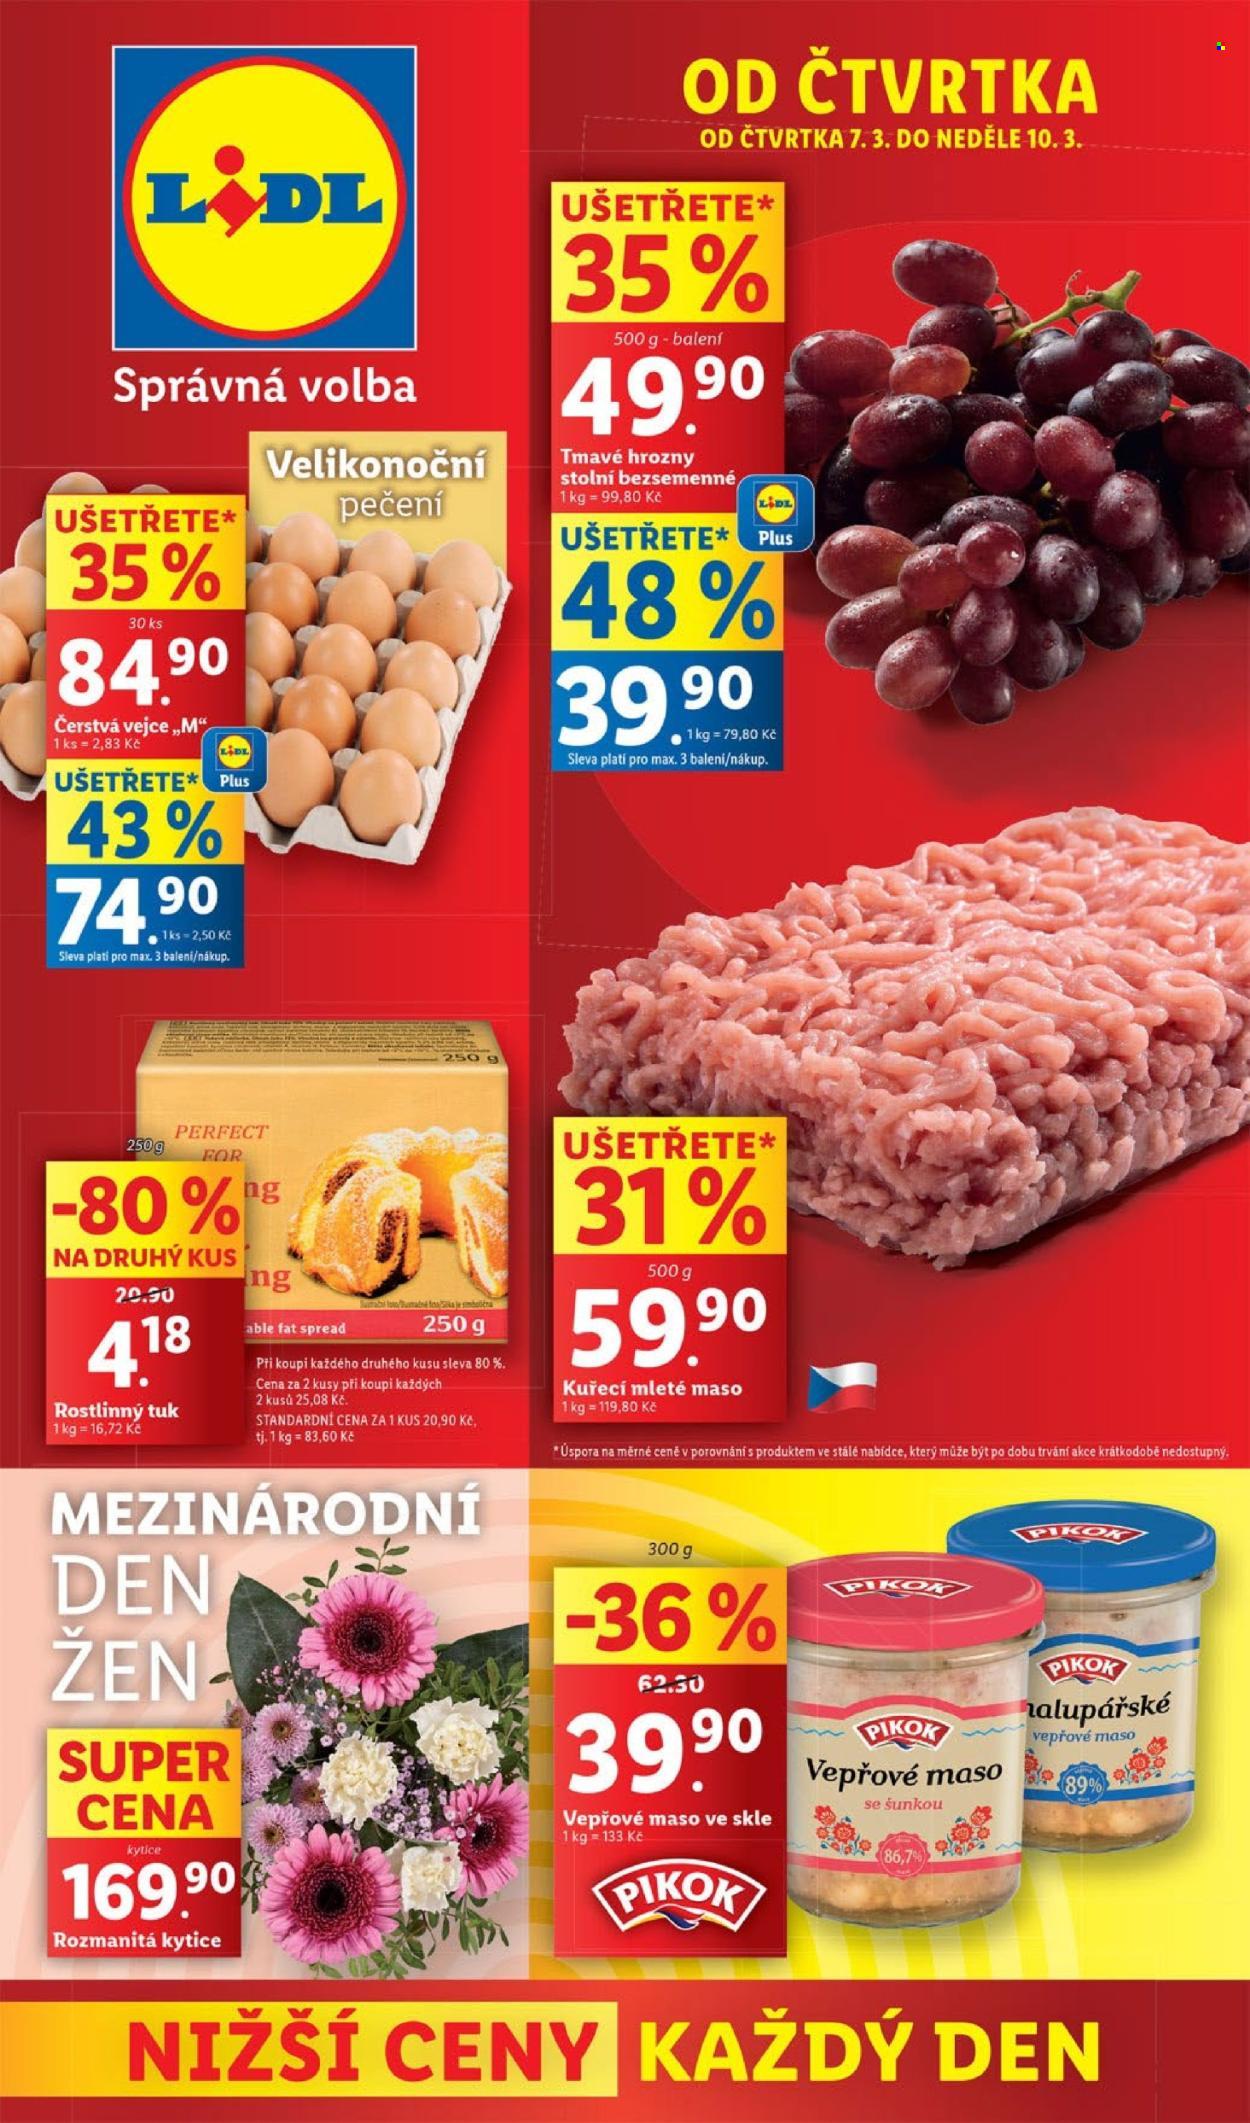 LIDL
Správná volba
OD ČTVRTKA
OD ČTVRTKA 7. 3. DO NEDĚLE 10. 3.
UŠETŘETE*
35 %
500 g - balení
49.90
Tmavé hrozny
stolní bezsemenné
1 kg = 99,80 Kč
LIDL
Plus
UŠETŘETE*
48 %
39.90
1 kg = 79,80 Kč
Sleva platí pro max. 3 balení/nákup.
Velikonoční
pečení
UŠETŘETE*
35 %
30 ks
84.90
Čerstvá vejce „M“
1 ks = 2,83 Kč
LIDL
Plus
UŠETŘETE*
43 %
74.90
1 ks = 2,50 Kč
Sleva platí pro max. 3 balení/nákup.
250 g
PERFECT
FOR
ng
ing
able fat spread
250 g
250 g
-80 %
NA DRUHÝ KUS
20.90
4.18
Rostlinný tuk
1 kg = 16,72 Kč
Při koupi každého druhého kusu sleva 80 %.
Cena za 2 kusy při koupi každých
2 kusů 25,08 Kč.
STANDARDNÍ CENA ZA 1 KUS 20,90 Kč,
tj. 1 kg = 83,60 Kč
UŠETŘETE*
31 %
500 g
59.90
Kuřecí mleté maso
1 kg = 119,80 Kč
*Úspora na měrné ceně v porovnání s produktem ve stálé nabídce, který může být po dobu trvání akce krátkodobě nedostupný.
MEZINÁRODNÍ
DEN
ŽEN
SUPER
CENA
kytice
169.90
Rozmanitá kytice
300 g
-36 %
62.30
39.90
Vepřové maso ve skle
1 kg = 133 Kč
PIKOK
PIKOK
PIKOK
Vepřové maso
se šunkou
86,7%
PIKOK
PIKOK
halupářské
vepřové maso
89%
NIŽŠÍ CENY KAŽDÝ DEN